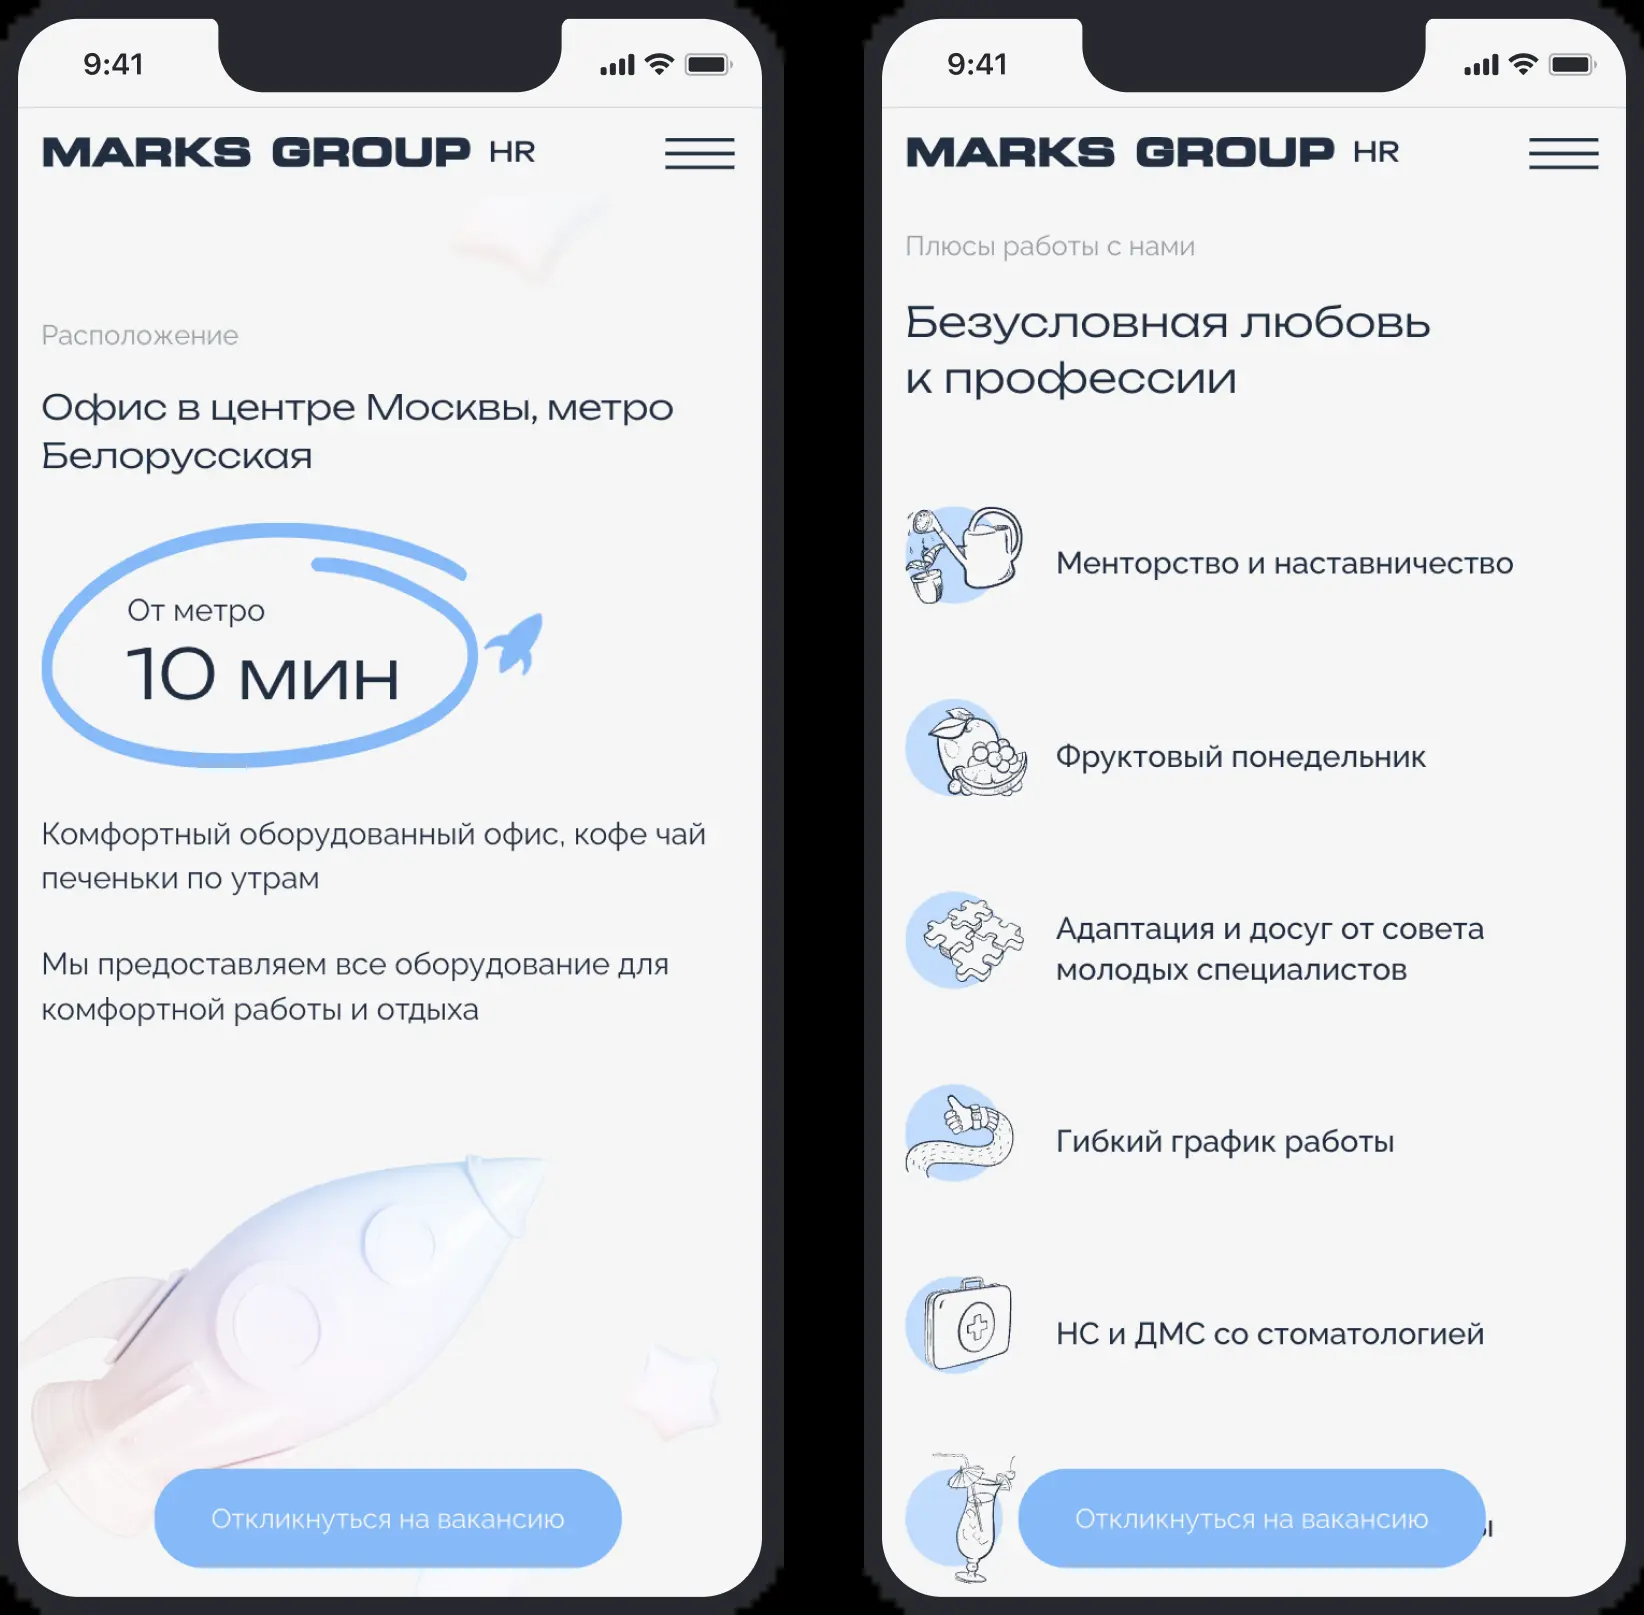 9:41
MARKS GROUP HR
Расположение
Офис в центре Москвы, метро
Белорусская
От метро
10 мин
Комфортный оборудованный офис, кофе чай
печеньки по утрам
Мы предоставляем все оборудование для
комфортной работы и отдыха
Откликнуться на вакансию
9:41
MARKS GROUP HR
Плюсы работы с нами
Безусловная любовь
к профессии
Менторство и наставничество
Фруктовый понедельник
Адаптация и досуг от совета
молодых специалистов
Гибкий график работы
НС и ДМС со стоматологией
Откликнуться на вакансию